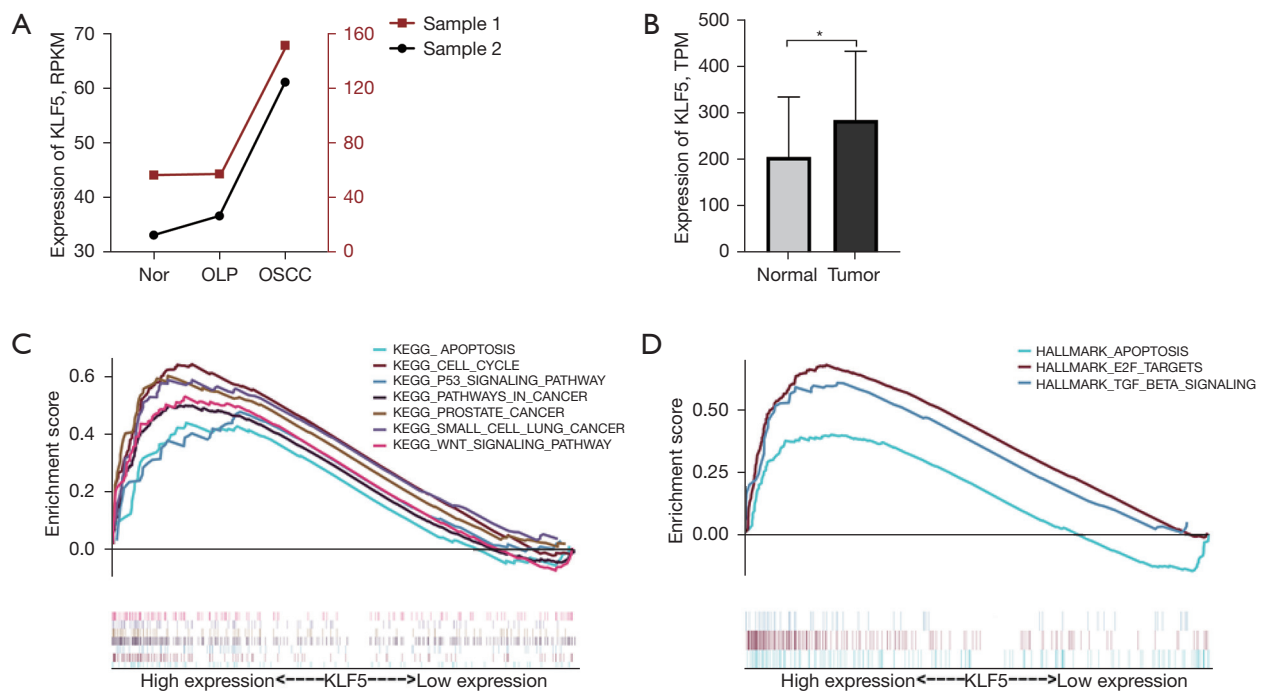 A
Expression of KLF5, RPKM
70
60
50
40
30
160
120
80
40
0
Nor OLP OSCC
Sample 1
Sample 2
B
Expression of KLF5, TPM
500
400
300
200
100
0
*
Normal Tumor
C
Enrichment score
0.6
0.4
0.2
0.0
KEGG_ APOPTOSIS
KEGG_CELL_CYCLE
KEGG_P53_SIGNALING_PATHWAY
KEGG_PATHWAYS_IN_CANCER
KEGG_PROSTATE_CANCER
KEGG_SMALL_CELL_LUNG_CANCER
KEGG_WNT_SIGNALING_PATHWAY
High expression<----KLF5---->Low expression
D
Enrichment score
0.50
0.25
0.00
HALLMARK_APOPTOSIS
HALLMARK_E2F_TARGETS
HALLMARK_TGF_BETA_SIGNALING
High expression<----KLF5---->Low expression